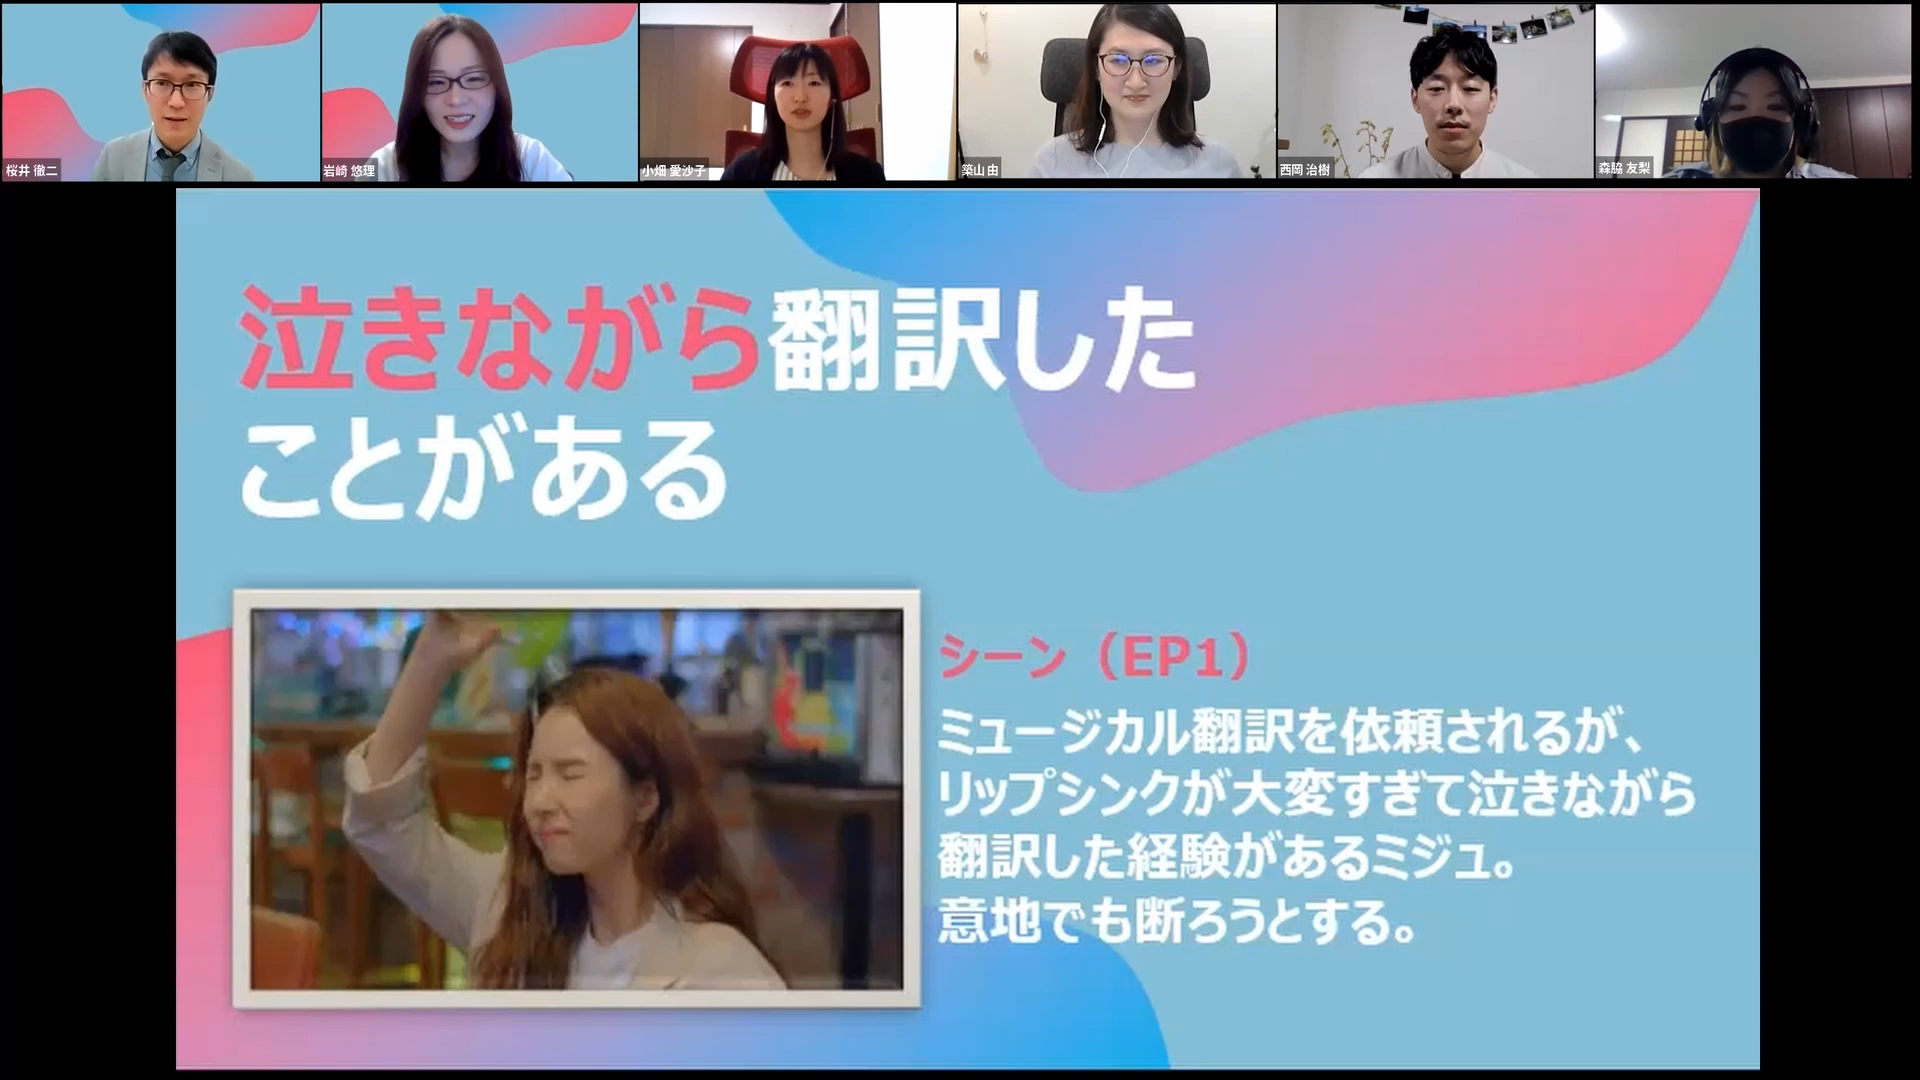 桜井 徹二
岩崎 悠理
小畑 愛沙子
築山 由
西岡 治樹
森脇 友梨
泣きながら翻訳した
ことがある
シーン（EP1）
ミュージカル翻訳を依頼されるが、
リップシンクが大変すぎて泣きながら
翻訳した経験があるミジュ。
意地でも断ろうとする。